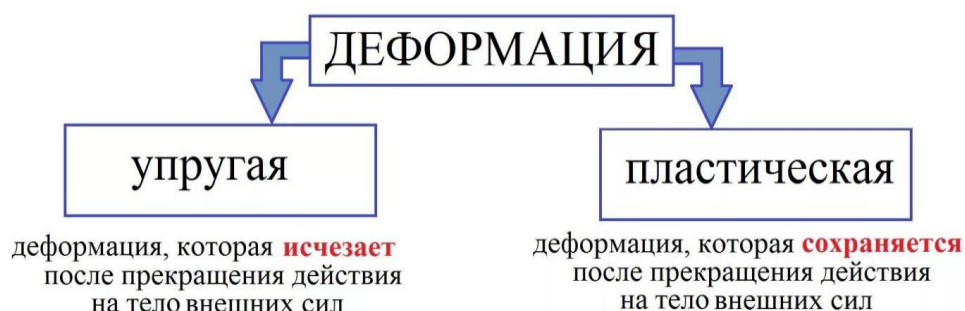 ДЕФОРМАЦИЯ
упругая
деформация, которая исчезает
после прекращения действия
на тело внешних сил
пластическая
деформация, которая сохраняется
после прекращения действия
на тело внешних сил